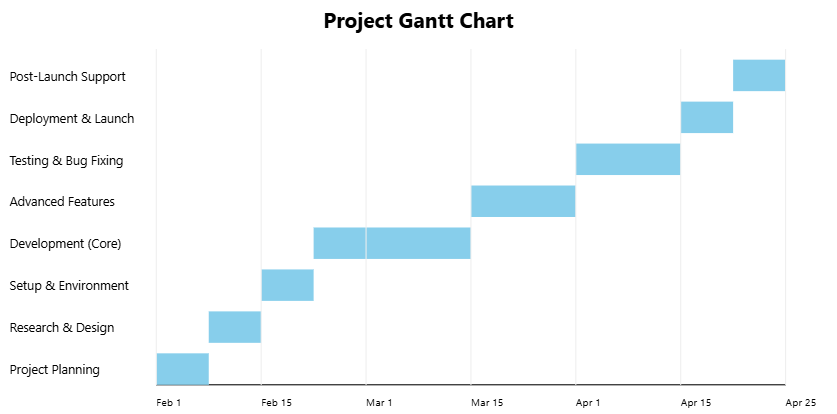 Project Gantt Chart
Post-Launch Support
Deployment & Launch
Testing & Bug Fixing
Advanced Features
Development (Core)
Setup & Environment
Research & Design
Project Planning
Feb 1 Feb 15 Mar 1 Mar 15 Apr 1 Apr 15 Apr 25